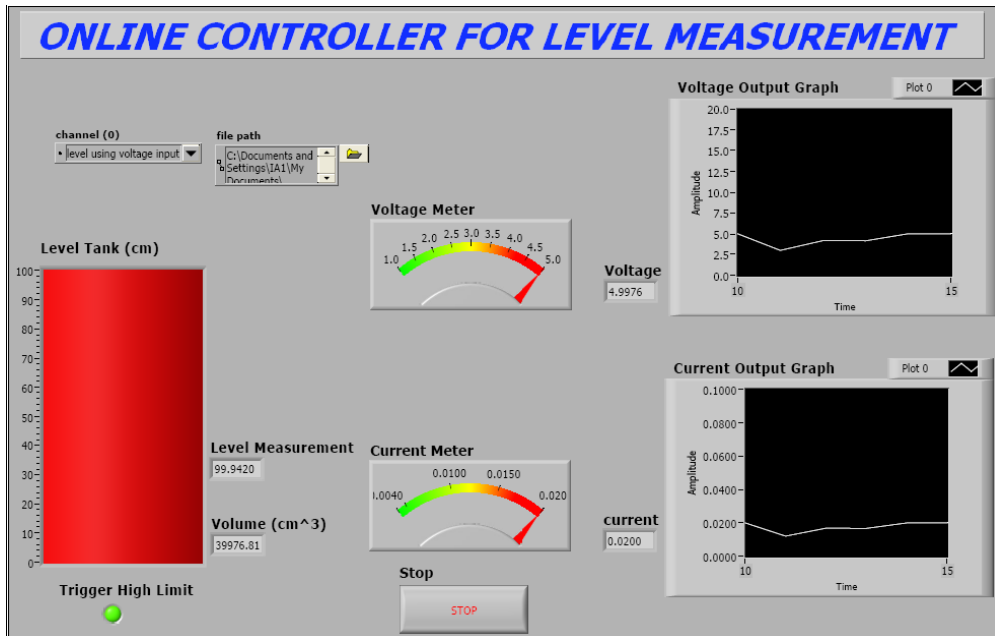 ONLINE CONTROLLER FOR LEVEL MEASUREMENT
channel (0)
level using voltage input
file path
C:\Documents and
Settings\IA1\My
Documents\
Voltage Output Graph
Plot 0
20.0
17.5
15.0
12.5
10.0
7.5
5.0
2.5
0.0
Amplitude
10
15
Time
Voltage Meter
1.0
1.5
2.0
2.5
3.0
3.5
4.0
4.5
5.0
Voltage
4.9976
Level Tank (cm)
100
90
80
70
60
50
40
30
20
10
0
Level Measurement
99.9420
Volume (cm^3)
39976.81
Trigger High Limit
Current Meter
0.0040
0.0100
0.0150
0.020
current
0.0200
Stop
STOP
Current Output Graph
Plot 0
0.1000
0.0800
0.0600
0.0400
0.0200
0.0000
Amplitude
10
15
Time